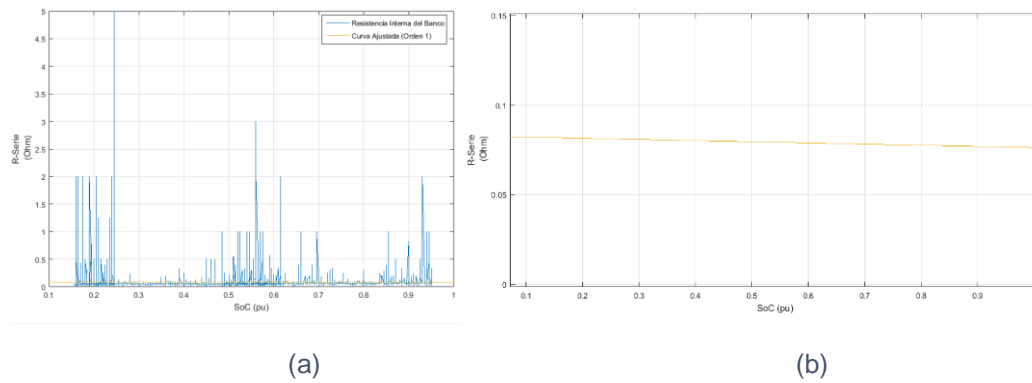 5
4.5
4
3.5
3
2.5
2
1.5
1
0.5
0
R-Serie
(Ohm)
0.1 0.2 0.3 0.4 0.5 0.6 0.7 0.8 0.9 1
SoC (pu)
Resistencia Interna del Banco
Curva Ajustada (Orden 1)
(a)
0.15
0.1
0.05
0
R-Serie
(Ohm)
0.1 0.2 0.3 0.4 0.5 0.6 0.7 0.8 0.9
SoC (pu)
(b)